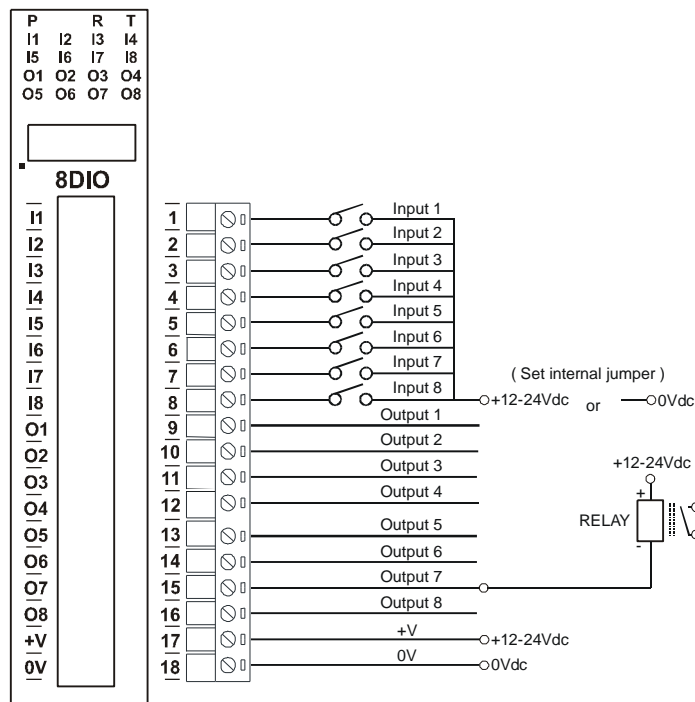 P R T
I1 I2 I3 I4
I5 I6 I7 I8
O1 O2 O3 O4
O5 O6 O7 O8
8DIO
I1 1 Input 1
I2 2 Input 2
I3 3 Input 3
I4 4 Input 4
I5 5 Input 5
I6 6 Input 6
I7 7 Input 7
( Set internal jumper )
I8 8 Input 8 +12-24Vdc or 0Vdc
O1 9 Output 1
O2 10 Output 2
+12-24Vdc
O3 11 Output 3
+
O4 12 Output 4
RELAY
O5 13 Output 5
-
O6 14 Output 6
O7 15 Output 7
O8 16 Output 8
+V 17 +V +12-24Vdc
0V 18 0V 0Vdc